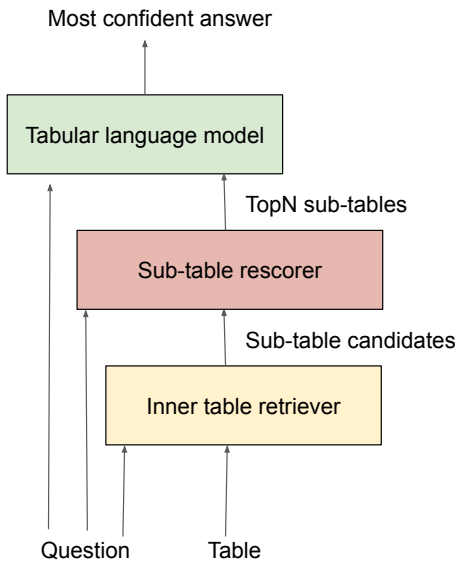 Most confident answer
Tabular language model
TopN sub-tables
Sub-table rescorer
Sub-table candidates
Inner table retriever
Question
Table